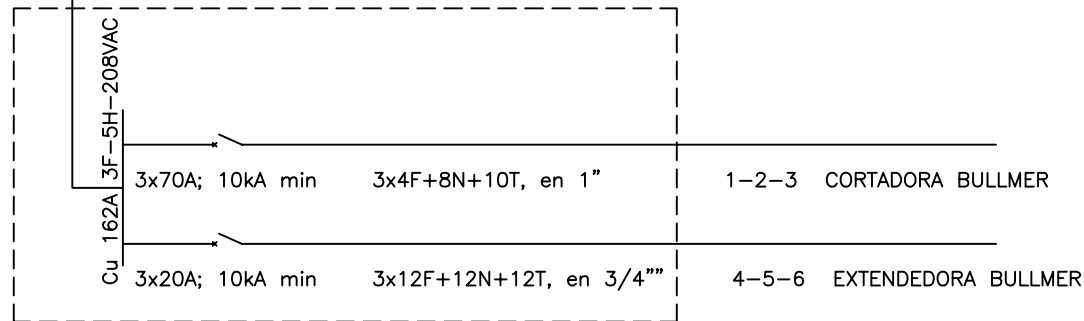 Cu 162A 3F-5H-208VAC
3x70A; 10kA min 3x4F+8N+10T, en 1” 1-2-3 CORTADORA BULLMER
3x20A; 10kA min 3x12F+12N+12T, en 3/4”” 4-5-6 EXTENDEDORA BULLMER